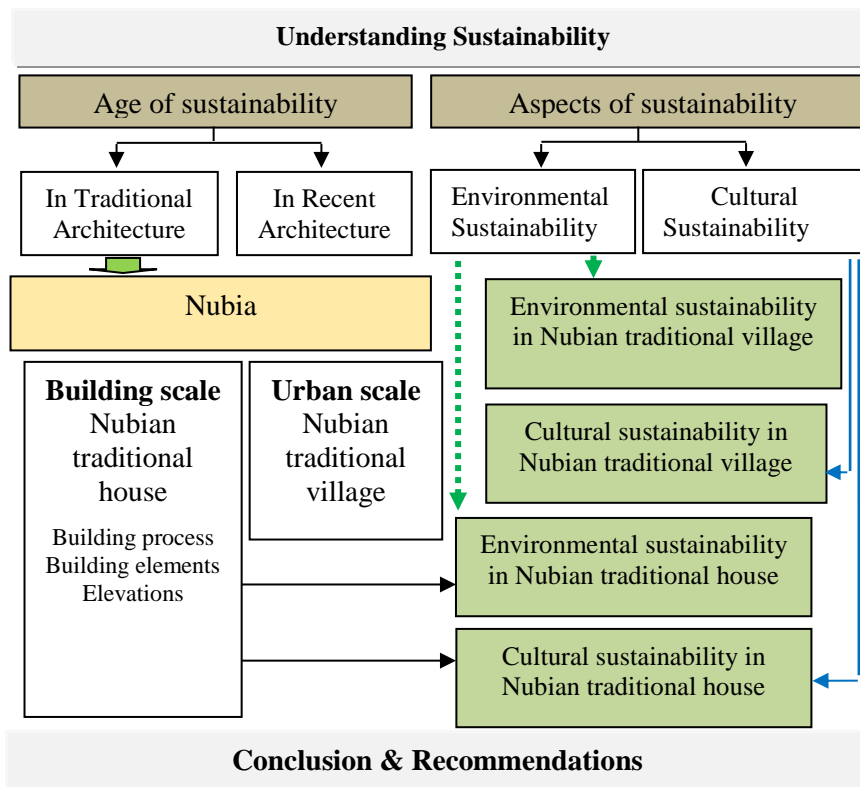 Understanding Sustainability
Age of sustainability
Aspects of sustainability
In Traditional
Architecture
In Recent
Architecture
Environmental
Sustainability
Cultural
Sustainability
Nubia
Environmental sustainability
in Nubian traditional village
Building scale
Nubian
traditional
house
Building process
Building elements
Elevations
Urban scale
Nubian
traditional
village
Cultural sustainability in
Nubian traditional village
Environmental sustainability
in Nubian traditional house
Cultural sustainability in
Nubian traditional house
Conclusion & Recommendations